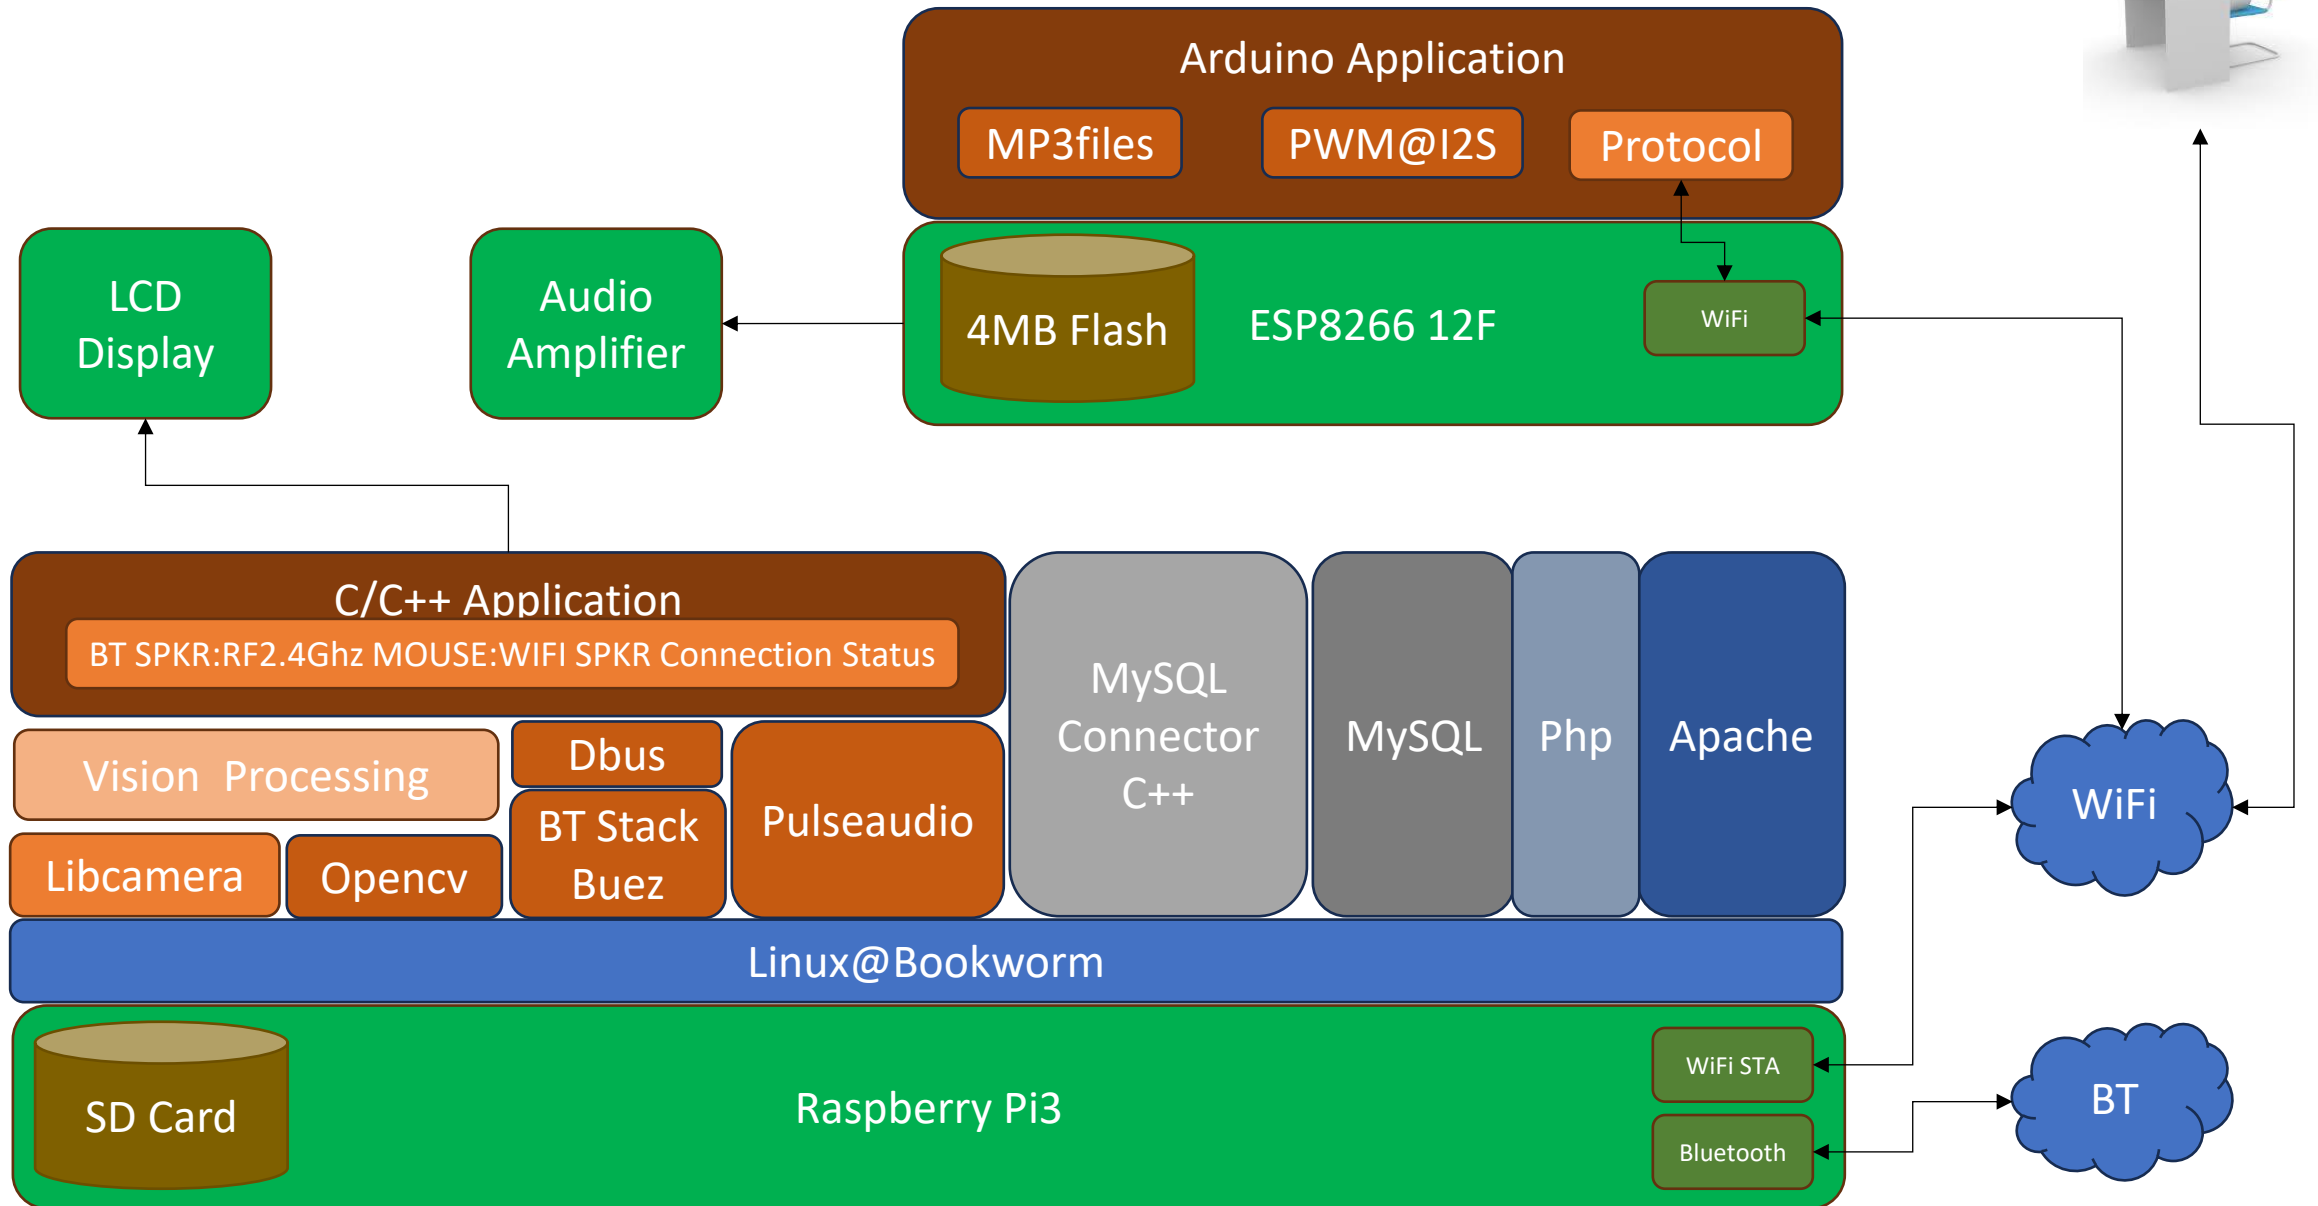 Arduino Application
MP3files
PWM@I2S
Protocol
LCD
Display
Audio
Amplifier
4MB Flash
ESP8266 12F
WiFi
C/C++ Application
BT SPKR:RF2.4Ghz MOUSE:WIFI SPKR Connection Status
MySQL
Connector
C++
MySQL
Php
Apache
Vision  Processing
Dbus
Pulseaudio
BT Stack
Buez
Libcamera
Opencv
WiFi
Linux@Bookworm
SD Card
Raspberry Pi3
WiFi STA
Bluetooth
BT